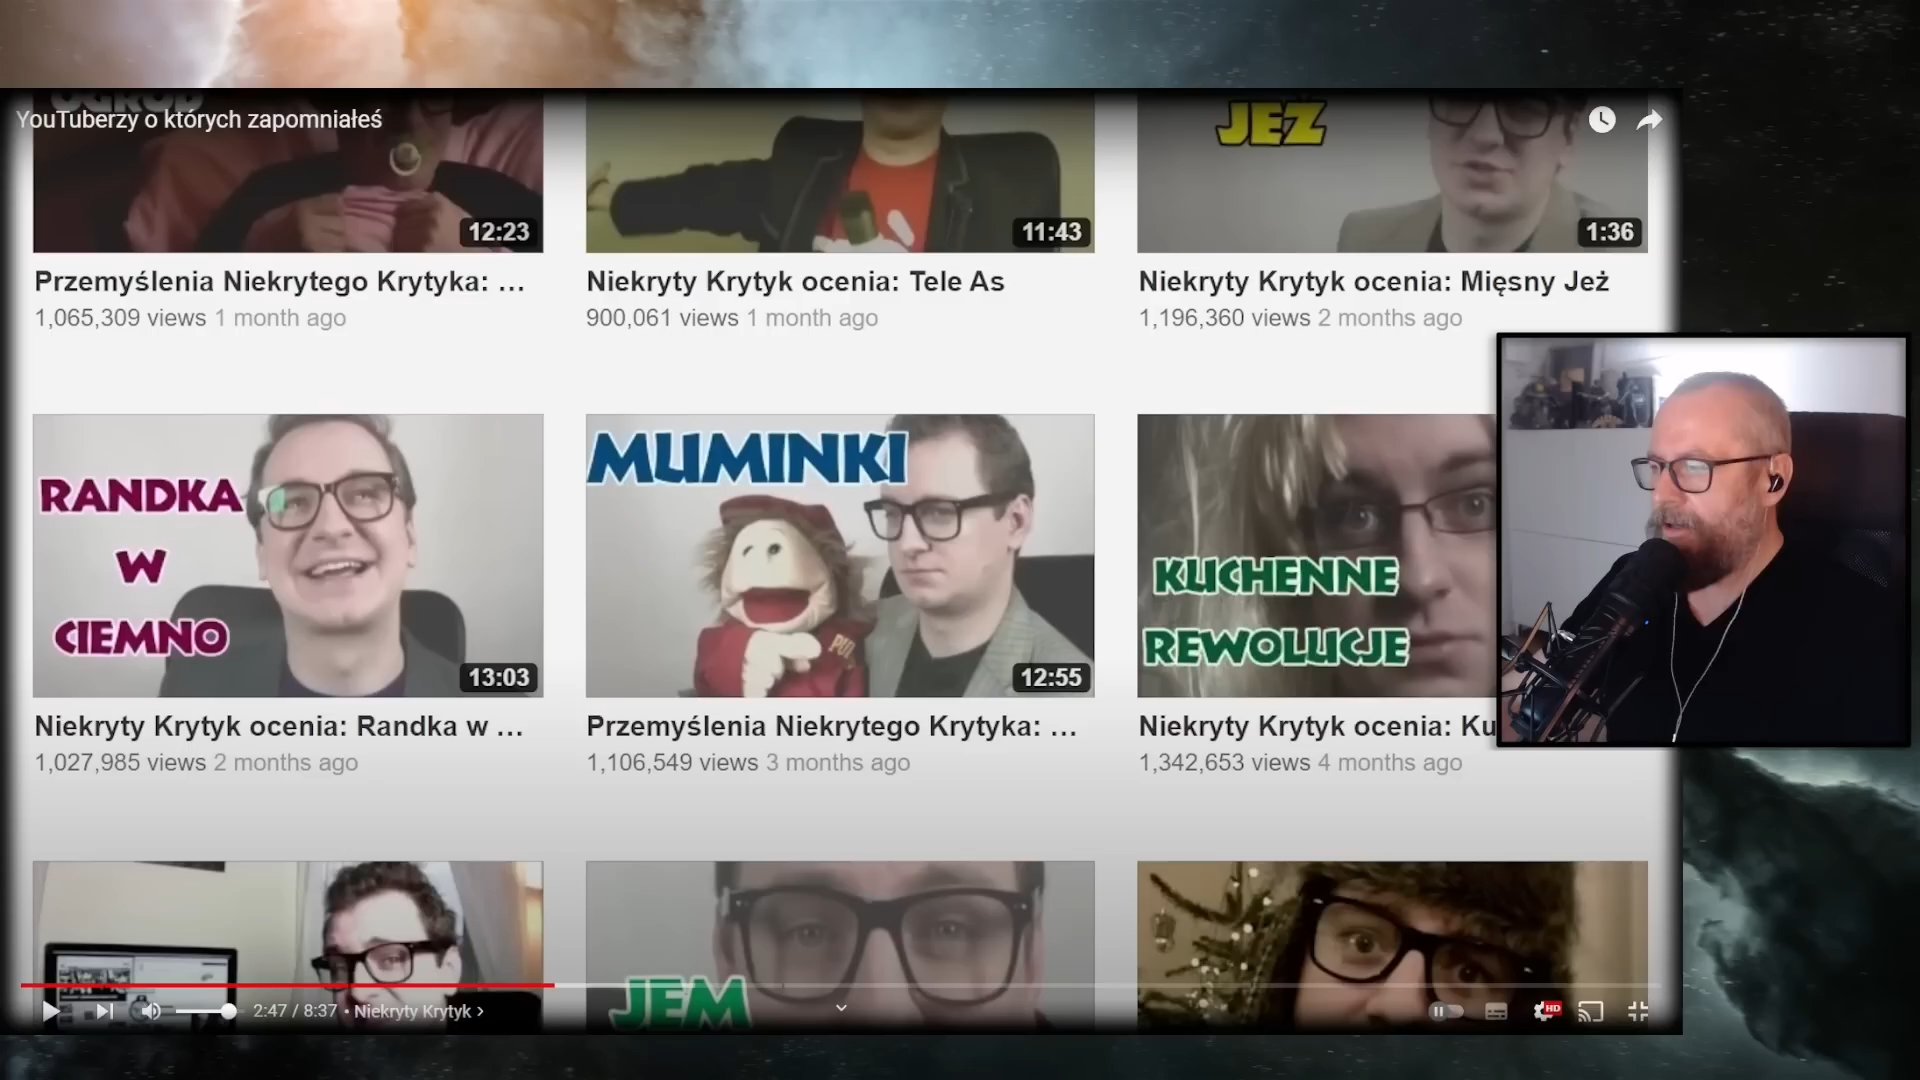 OGRÓD
YouTuberzy o których zapomniałeś
JEŻ
12:23
11:43
1:36
Przemyślenia Niekrytego Krytyka: ...
Niekryty Krytyk ocenia: Tele As
Niekryty Krytyk ocenia: Mięsny Jeż
1,065,309 views 1 month ago
900,061 views 1 month ago
1,196,360 views 2 months ago
RANDKA
W
CIEMNO
13:03
MUMINKI
12:55
KUCHENNE
REWOLUCJE
Niekryty Krytyk ocenia: Randka w ...
Przemyślenia Niekrytego Krytyka: ...
Niekryty Krytyk ocenia: Ku
1,027,985 views 2 months ago
1,106,549 views 3 months ago
1,342,653 views 4 months ago
JEM
2:47 / 8:37 • Niekryty Krytyk ›
HD